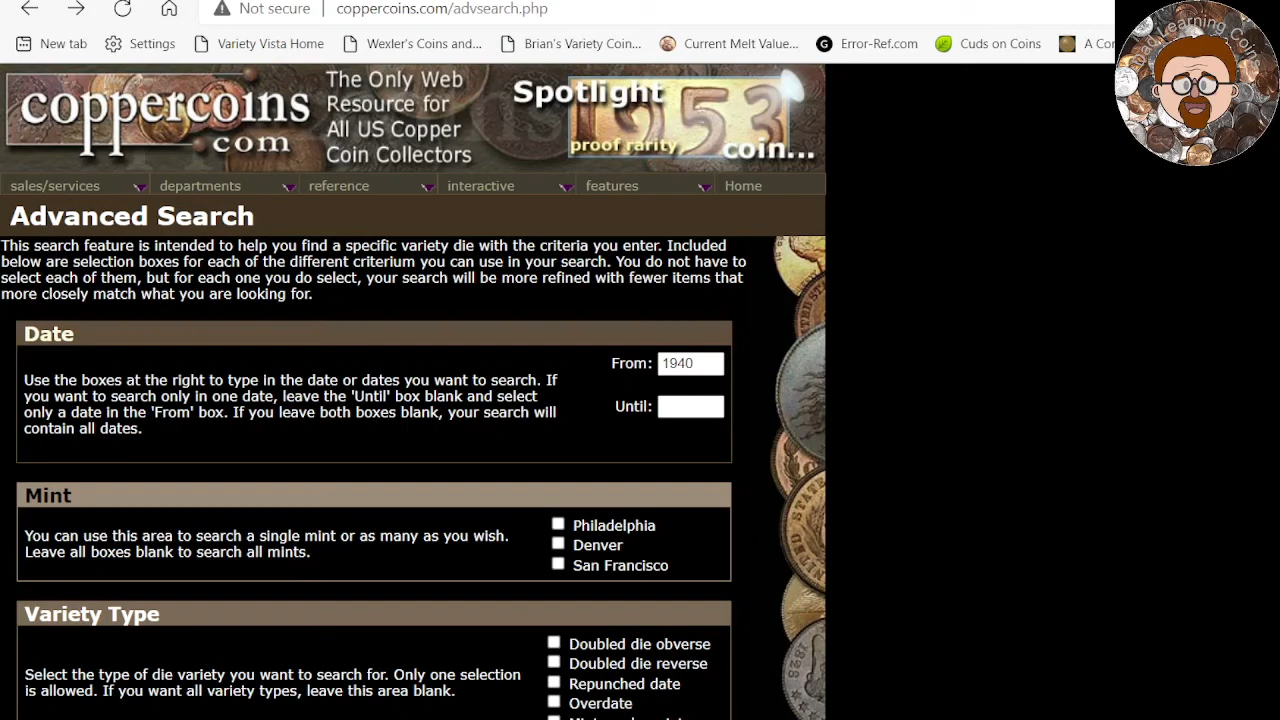 Not secure
coppercoins.com/advsearch.php
New tab
Settings
Variety Vista Home
Wexler's Coins and...
Brian's Variety Coin...
Current Melt Value...
Error-Ref.com
Cuds on Coins
A Co
coppercoins
.com
The Only Web
Resource for
All US Copper
Coin Collectors
Spotlight
1953
proof rarity
coin...
sales/services
departments
reference
interactive
features
Home
Advanced Search
This search feature is intended to help you find a specific variety die with the criteria you enter. Included
below are selection boxes for each of the different criterium you can use in your search. You do not have to
select each of them, but for each one you do select, your search will be more refined with fewer items that
more closely match what you are looking for.
Date
Use the boxes at the right to type in the date or dates you want to search. If
you want to search only in one date, leave the 'Until' box blank and select
only a date in the 'From' box. If you leave both boxes blank, your search will
contain all dates.
From: 1940
Until:
Mint
You can use this area to search a single mint or as many as you wish.
Leave all boxes blank to search all mints.
Philadelphia
Denver
San Francisco
Variety Type
Select the type of die variety you want to search for. Only one selection
is allowed. If you want all variety types, leave this area blank.
Doubled die obverse
Doubled die reverse
Repunched date
Overdate